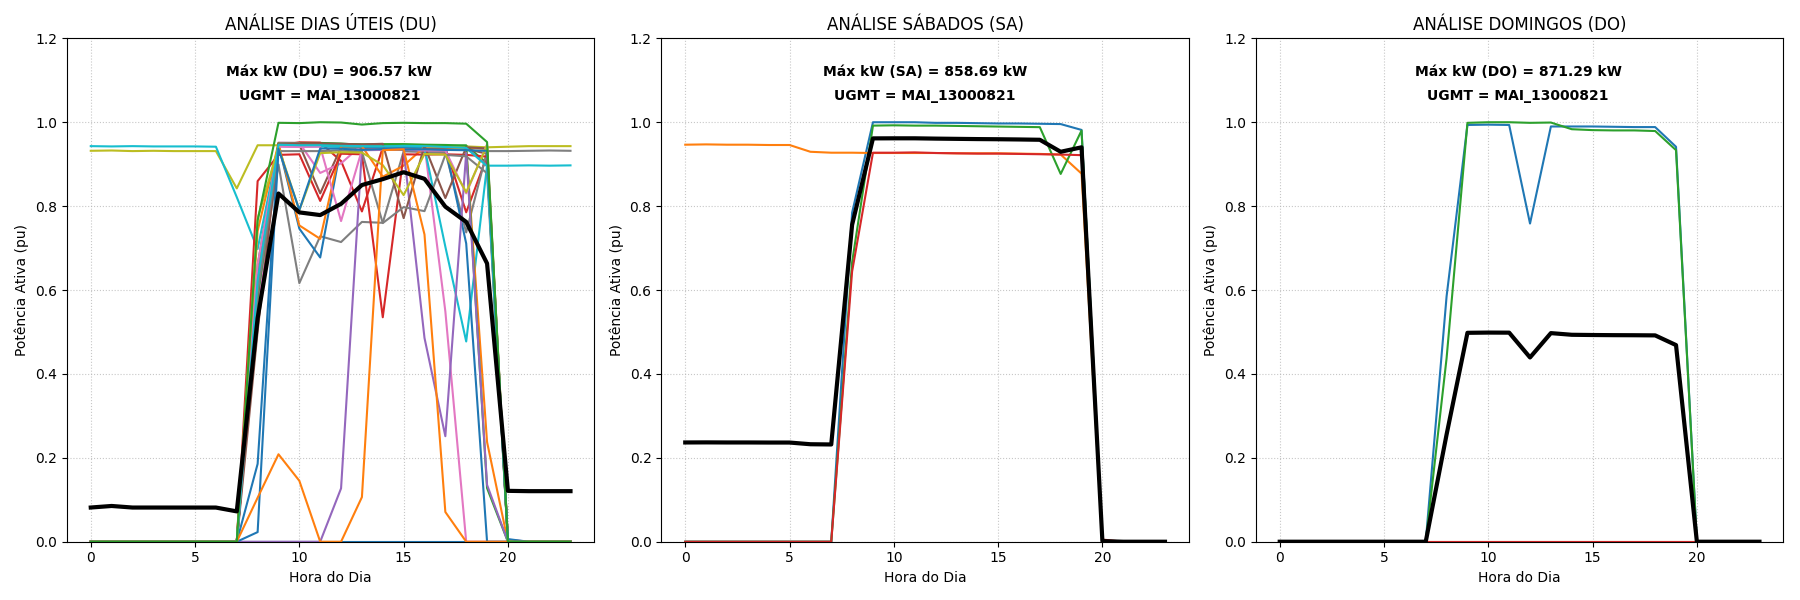 ANÁLISE DIAS ÚTEIS (DU)
Máx kW (DU) = 906.57 kW
UGMT = MAI_13000821
Potência Ativa (pu)
1.2
1.0
0.8
0.6
0.4
0.2
0.0
0 5 10 15 20
Hora do Dia
ANÁLISE SÁBADOS (SA)
Máx kW (SA) = 858.69 kW
UGMT = MAI_13000821
Potência Ativa (pu)
1.2
1.0
0.8
0.6
0.4
0.2
0.0
0 5 10 15 20
Hora do Dia
ANÁLISE DOMINGOS (DO)
Máx kW (DO) = 871.29 kW
UGMT = MAI_13000821
Potência Ativa (pu)
1.2
1.0
0.8
0.6
0.4
0.2
0.0
0 5 10 15 20
Hora do Dia